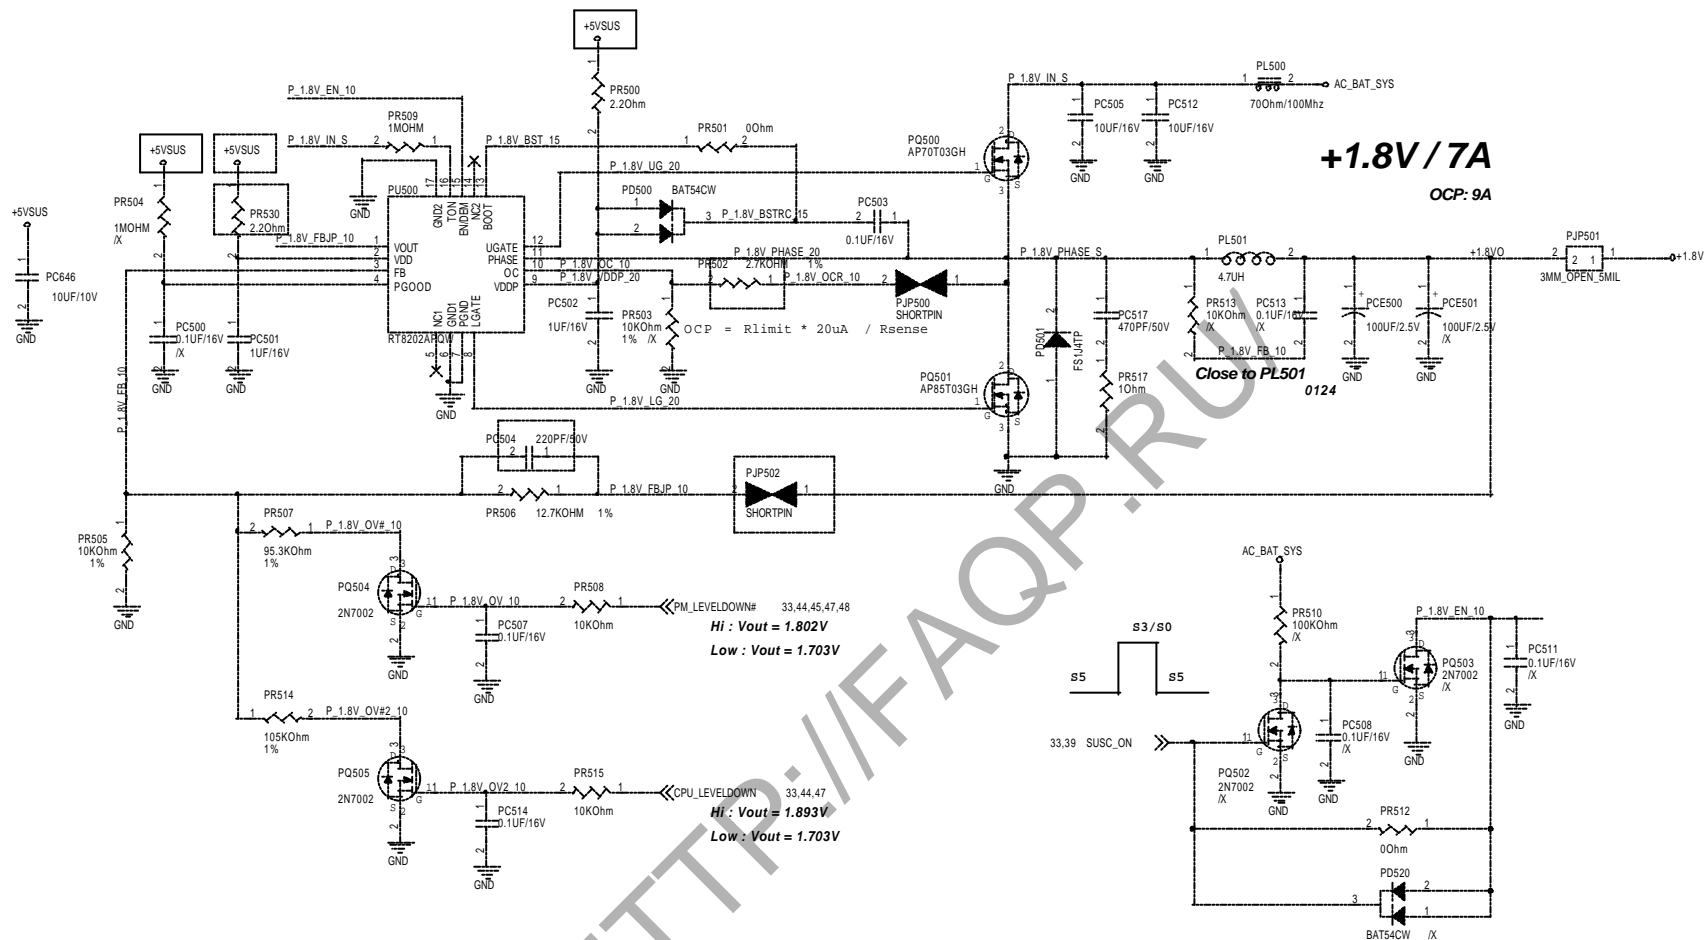 +5VSUS
+5VSUS
+5VSUS
+5VSUS
PR500
2.2Ohm
P_1.8V_EN_10
PR509
1MOHM
P_1.8V_IN_S
PR504
1MOHM
/X
PR530
2.2Ohm
P_1.8V_FBJP_10
PC646
10UF/10V
GND
PC500
0.1UF/16V
/X
GND
PC501
1UF/16V
GND
GND
PU500
GND2
TON
EN/DEM
NC2
BOOT
VOUT
VDD
FB
PGOOD
UGATE
PHASE
OC
VDDP
NC1
GND1
PGND
LGATE
RT8202APQW
GND
P_1.8V_BST_15
PR501
0Ohm
P_1.8V_UG_20
PD500
BAT54CW
P_1.8V_BSTRC_15
PC503
0.1UF/16V
P_1.8V_PHASE_20
P_1.8V_OC_10
P_1.8V_VDDP_20
PR502
2.7KOHM
1%
P_1.8V_OCR_10
PJP500
SHORTPIN
PC502
1UF/16V
GND
PR503
10KOhm
1% /X
GND
OCP = Rlimit * 20uA / Rsense
P_1.8V_LG_20
P_1.8V_IN_S
PC505
10UF/16V
GND
PC512
10UF/16V
GND
PL500
70Ohm/100Mhz
AC_BAT_SYS
PQ500
AP70T03GH
+1.8V / 7A
OCP: 9A
P_1.8V_PHASE_S
PL501
4.7UH
+1.8VO
PJP501
3MM_OPEN_5MIL
+1.8V
PD501
FS1J4TP
PC517
470PF/50V
PR517
1Ohm
PR513
10KOhm
/X
PC513
0.1UF/16V
/X
P_1.8V_FB_10
Close to PL501
0124
PCE500
100UF/2.5V
GND
PCE501
100UF/2.5V
/X
GND
PQ501
AP85T03GH
GND
P_1.8V_FB_10
PC504
220PF/50V
PR506
12.7KOHM
1%
P_1.8V_FBJP_10
PJP502
SHORTPIN
PR505
10KOhm
1%
GND
PR507
95.3KOhm
1%
P_1.8V_OV#_10
PQ504
2N7002
GND
P_1.8V_OV_10
PC507
0.1UF/16V
GND
PR508
10KOhm
PM_LEVELDOWN# 33,44,45,47,48
Hi : Vout = 1.802V
Low : Vout = 1.703V
PR514
105KOhm
1%
P_1.8V_OV#2_10
PQ505
2N7002
GND
P_1.8V_OV2_10
PC514
0.1UF/16V
GND
PR515
10KOhm
CPU_LEVELDOWN 33,44,47
Hi : Vout = 1.893V
Low : Vout = 1.703V
AC_BAT_SYS
PR510
100KOhm
/X
P_1.8V_EN_10
PQ503
2N7002
/X
GND
PC511
0.1UF/16V
GND
S3/S0
S5
S5
33,39 SUSC_ON
PQ502
2N7002
/X
GND
PC508
0.1UF/16V
/X
GND
PR512
0Ohm
PD520
BAT54CW
/X
TTP://FAQP.RU/